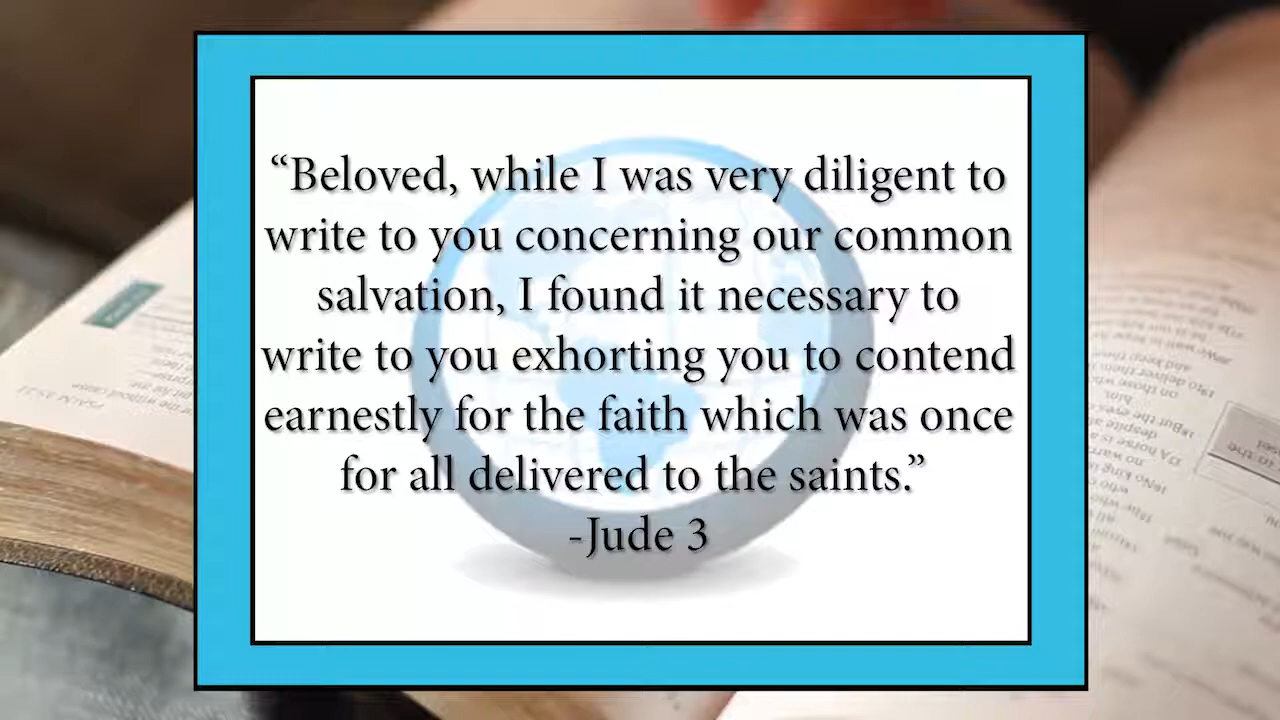 “Beloved, while I was very diligent to
write to you concerning our common
salvation, I found it necessary to
write to you exhorting you to contend
earnestly for the faith which was once
for all delivered to the saints.”
-Jude 3